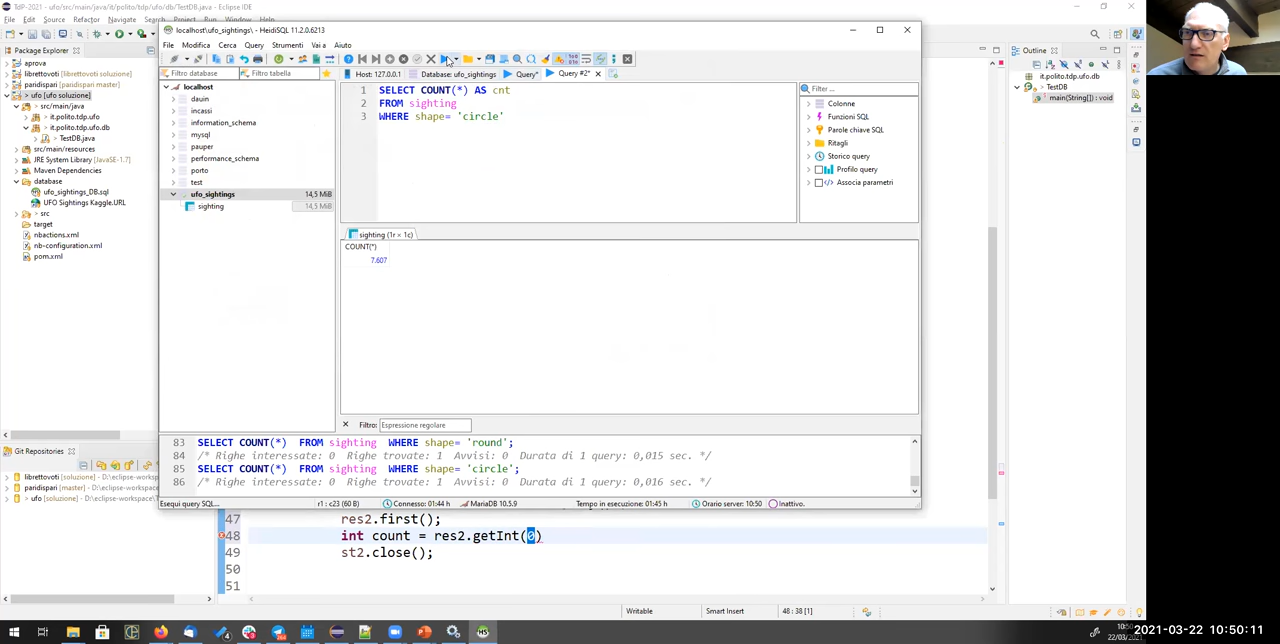 TdP-2021 - ufo/src/main/java/it/polito/tdp/ufo/db/TestDB.java - Eclipse IDE
File Edit Source Refactor Navigate Search Project Run Window
Package Explorer
aprova
librettovoti [librettovoti soluzione]
paridispari [paridispari master]
ufo [ufo soluzione]
src/main/java
it.polito.tdp.ufo
it.polito.tdp.ufo.db
TestDB.java
src/main/resources
JRE System Library [JavaSE-1.7]
Maven Dependencies
database
ufo_sightings_DB.sql
UFO Sightings Kaggle.URL
src
target
nbactions.xml
nb-configuration.xml
pom.xml
Git Repositories
librettovoti [soluzione] - D:\eclipse-workspace
paridispari [master] - D:\eclipse-workspace\T
ufo [soluzione] - D:\eclipse-workspace\T
localhost\ufo_sightings\ - HeidiSQL 11.2.0.6213
File Modifica Cerca Query Strumenti Vai a Aiuto
Filtro database Filtro tabella
Host: 127.0.0.1 Database: ufo_sightings Query* Query #2*
localhost
dauin
incassi
information_schema
mysql
pauper
performance_schema
porto
test
ufo_sightings 14,5 MiB
sighting 14,5 MiB
1 SELECT COUNT(*) AS cnt
2 FROM sighting
3 WHERE shape= 'circle'
Filter ...
Colonne
Funzioni SQL
Parole chiave SQL
Ritagli
Storico query
Profilo query
Associa parametri
sighting (1r × 1c)
COUNT(*)
7.607
Filtro: Espressione regolare
83 SELECT COUNT(*) FROM sighting WHERE shape= 'round';
84 /* Righe interessate: 0 Righe trovate: 1 Avvisi: 0 Durata di 1 query: 0,015 sec. */
85 SELECT COUNT(*) FROM sighting WHERE shape= 'circle';
86 /* Righe interessate: 0 Righe trovate: 1 Avvisi: 0 Durata di 1 query: 0,016 sec. */
Esequi query SQL... r1 : c23 (60 B) Connesso: 01:44 h MariaDB 10.5.9 Tempo in esecuzione: 01:45 h Orario server: 10:50 Inattivo.
47 res2.first();
48 int count = res2.getInt(0)
49 st2.close();
50
51
Outline
it.polito.tdp.ufo.db
TestDB
main(String[]) : void
Writable Smart Insert 48 : 38 [1]
2021-03-22 10:50:11